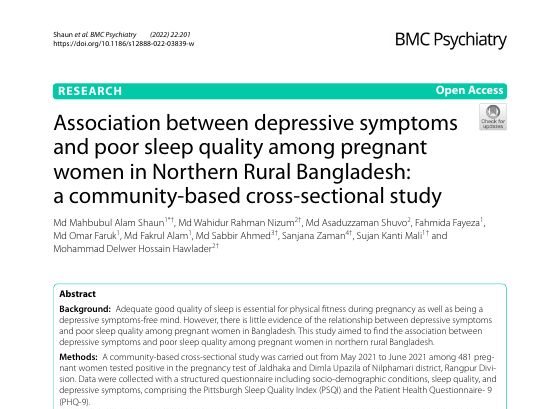 Shaun et al. BMC Psychiatry (2022) 22:201
https://doi.org/10.1186/s12888-022-03839-w
BMC Psychiatry
RESEARCH
Open Access
Check for
updates
Association between depressive symptoms
and poor sleep quality among pregnant
women in Northern Rural Bangladesh:
a community-based cross-sectional study
Md Mahbubul Alam Shaun1*†, Md Wahidur Rahman Nizum2†, Md Asaduzzaman Shuvo2, Fahmida Fayeza1,
Md Omar Faruk1, Md Fakrul Alam1, Md Sabbir Ahmed3†, Sanjana Zaman4†, Sujan Kanti Mali1† and
Mohammad Delwer Hossain Hawlader2†
Abstract
Background: Adequate good quality of sleep is essential for physical fitness during pregnancy as well as being a
depressive symptoms-free mind. However, there is little evidence of the relationship between depressive symptoms
and poor sleep quality among pregnant women in Bangladesh. This study aimed to find the association between
depressive symptoms and poor sleep quality among pregnant women in northern rural Bangladesh.
Methods: A community-based cross-sectional study was carried out from May 2021 to June 2021 among 481 preg-
nant women tested positive in the pregnancy test of Jaldhaka and Dimla Upazila of Nilphamari district, Rangpur Divi-
sion. Data were collected with a structured questionnaire including socio-demographic conditions, sleep quality, and
depressive symptoms, comprising the Pittsburgh Sleep Quality Index (PSQI) and the Patient Health Questionnaire- 9
(PHQ-9).